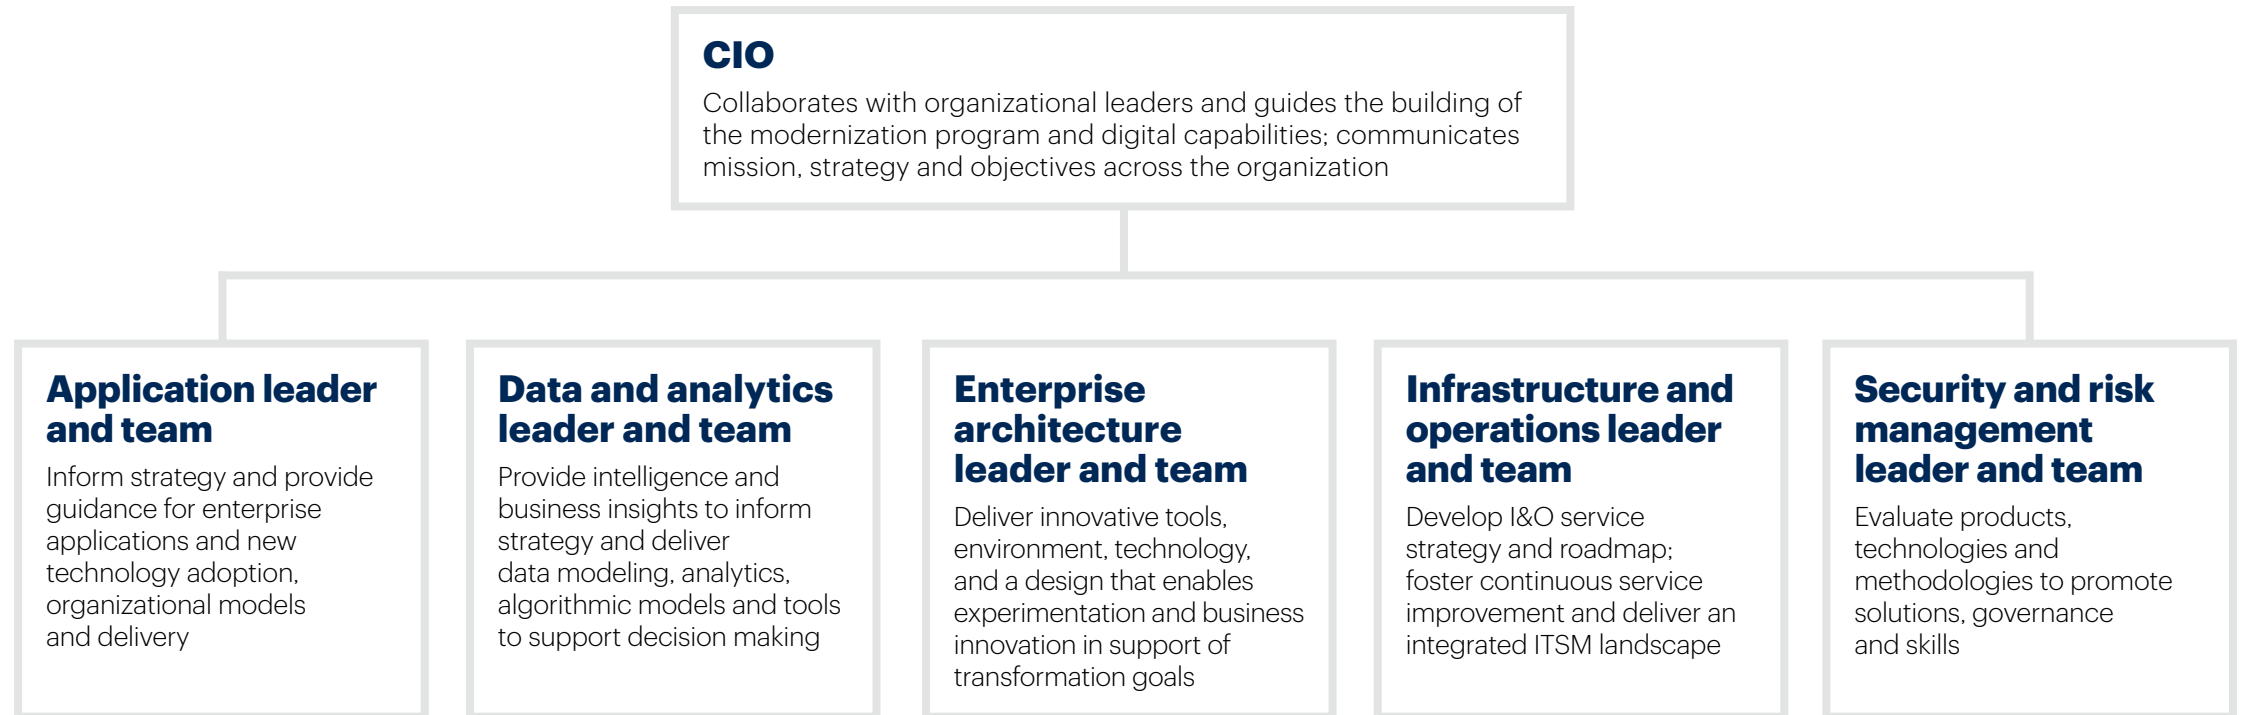 CIO
Collaborates with organizational leaders and guides the building of
the modernization program and digital capabilities; communicates
mission, strategy and objectives across the organization
Application leader
and team
Inform strategy and provide
guidance for enterprise
applications and new
technology adoption,
organizational models
and delivery
Data and analytics
leader and team
Provide intelligence and
business insights to inform
strategy and deliver
data modeling, analytics,
algorithmic models and tools
to support decision making
Enterprise
architecture
leader and team
Deliver innovative tools,
environment, technology,
and a design that enables
experimentation and business
innovation in support of
transformation goals
Infrastructure and
operations leader
and team
Develop I&O service
strategy and roadmap;
foster continuous service
improvement and deliver an
integrated ITSM landscape
Security and risk
management
leader and team
Evaluate products,
technologies and
methodologies to promote
solutions, governance
and skills